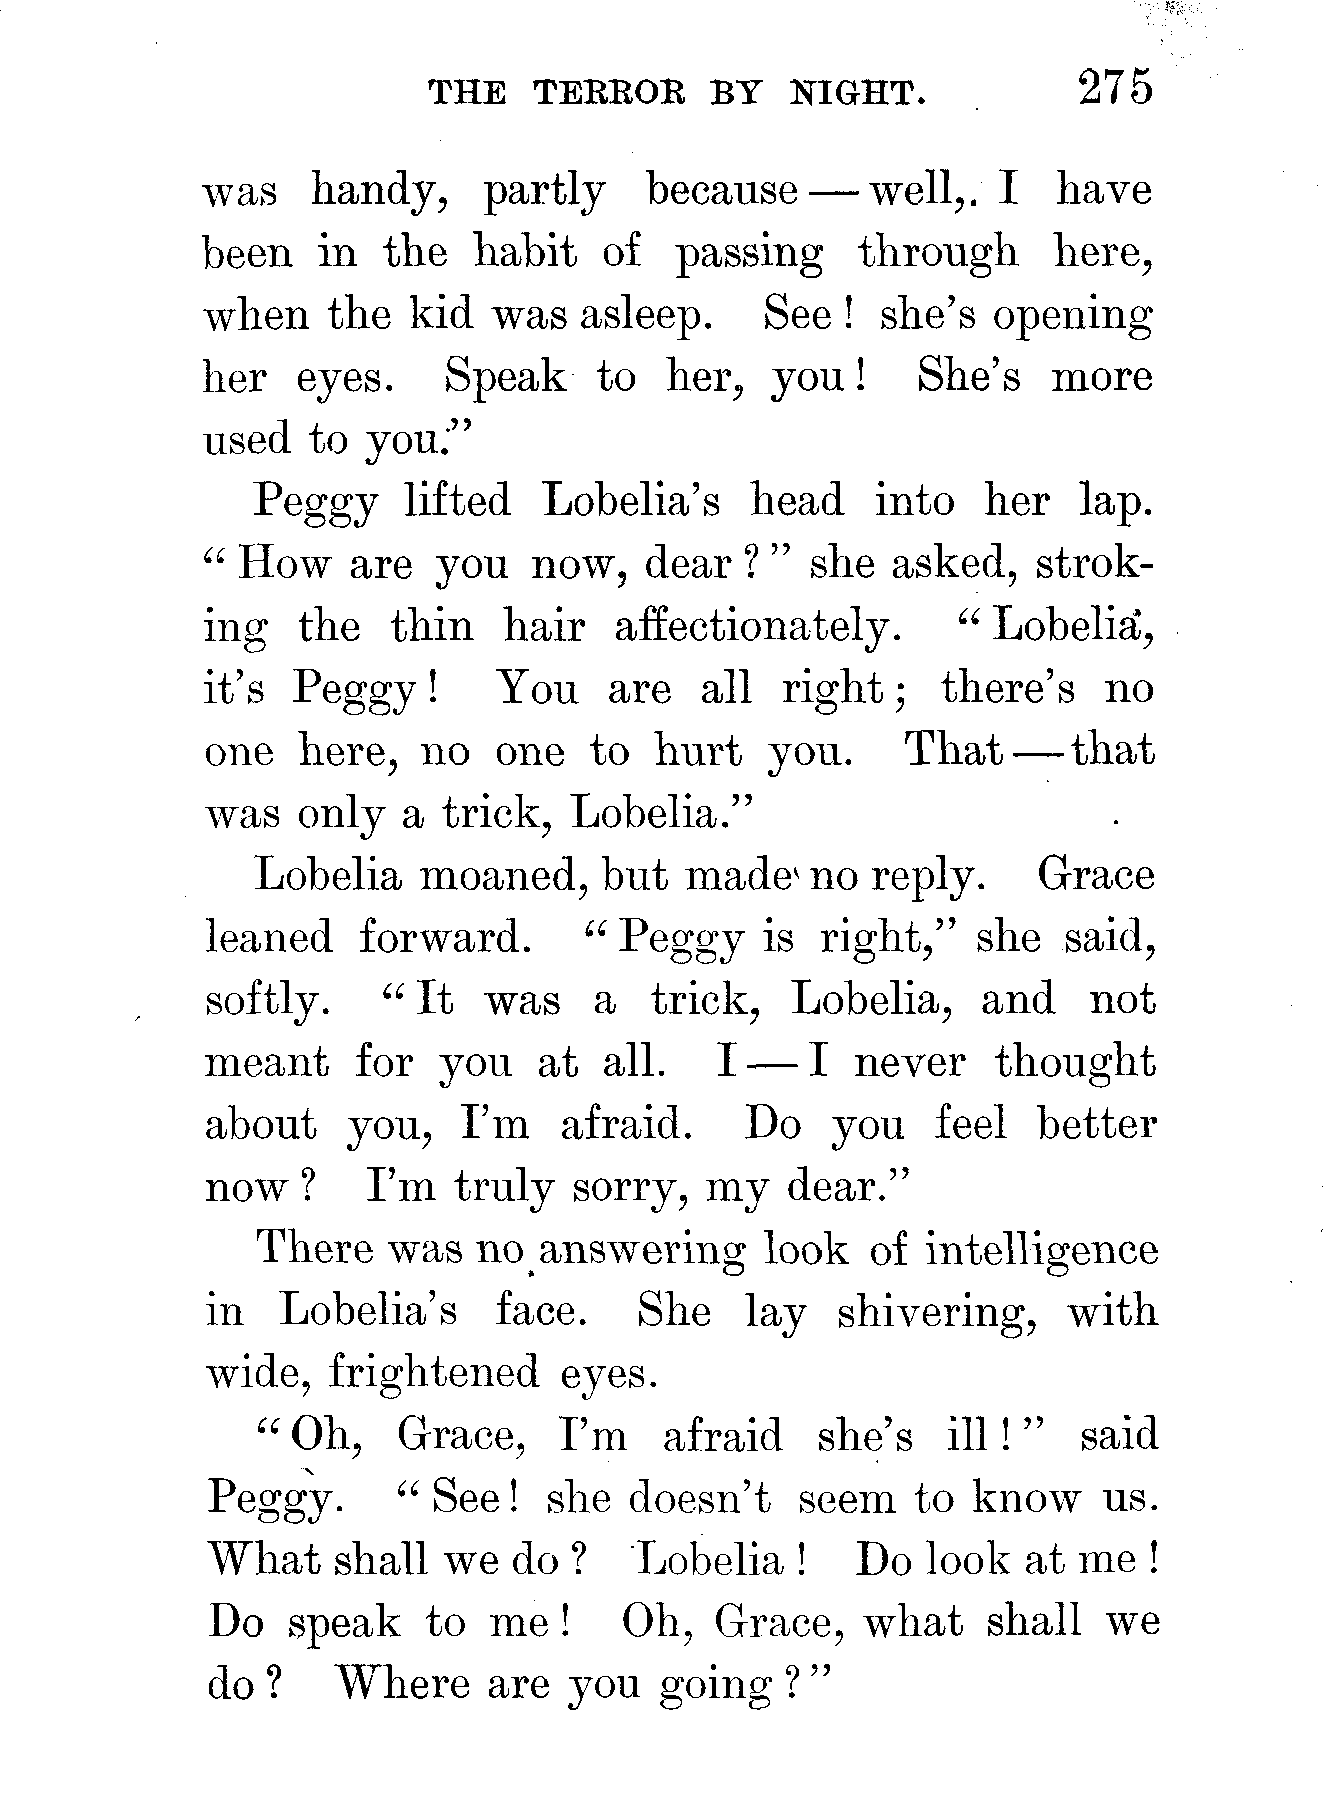 THE TERROR BY NIGHT. 275
was handy, partly because — well, I have
been in the habit of passing through here,
when the kid was asleep. See! she's opening
her eyes. Speak to her, you! She's more
used to you."
Peggy lifted Lobelia's head into her lap.
"How are you now, dear?" she asked, strok-
ing the thin hair affectionately. "Lobelia,
it's Peggy! You are all right; there's no
one here, no one to hurt you. That — that
was only a trick, Lobelia."
Lobelia moaned, but made no reply. Grace
leaned forward. "Peggy is right," she said,
softly. "It was a trick, Lobelia, and not
meant for you at all. I — I never thought
about you, I'm afraid. Do you feel better
now? I'm truly sorry, my dear."
There was no answering look of intelligence
in Lobelia's face. She lay shivering, with
wide, frightened eyes.
"Oh, Grace, I'm afraid she's ill!" said
Peggy. "See! she doesn't seem to know us.
What shall we do? Lobelia! Do look at me!
Do speak to me! Oh, Grace, what shall we
do? Where are you going?"